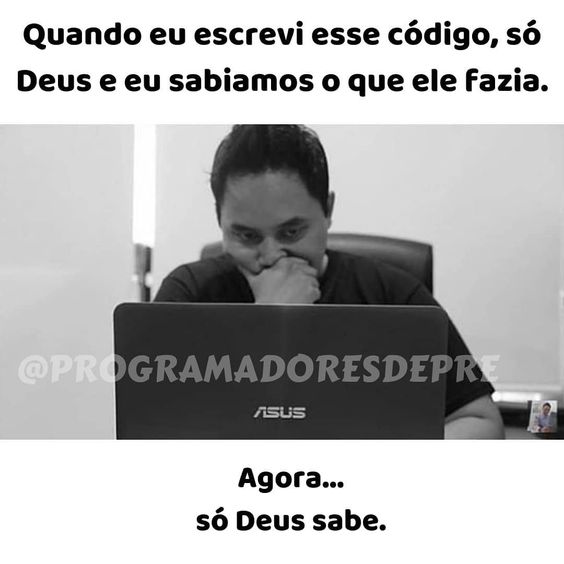 Quando eu escrevi esse código, só
Deus e eu sabiamos o que ele fazia.
@PROGRAMADORESDEPRE
ASUS
Agora...
só Deus sabe.